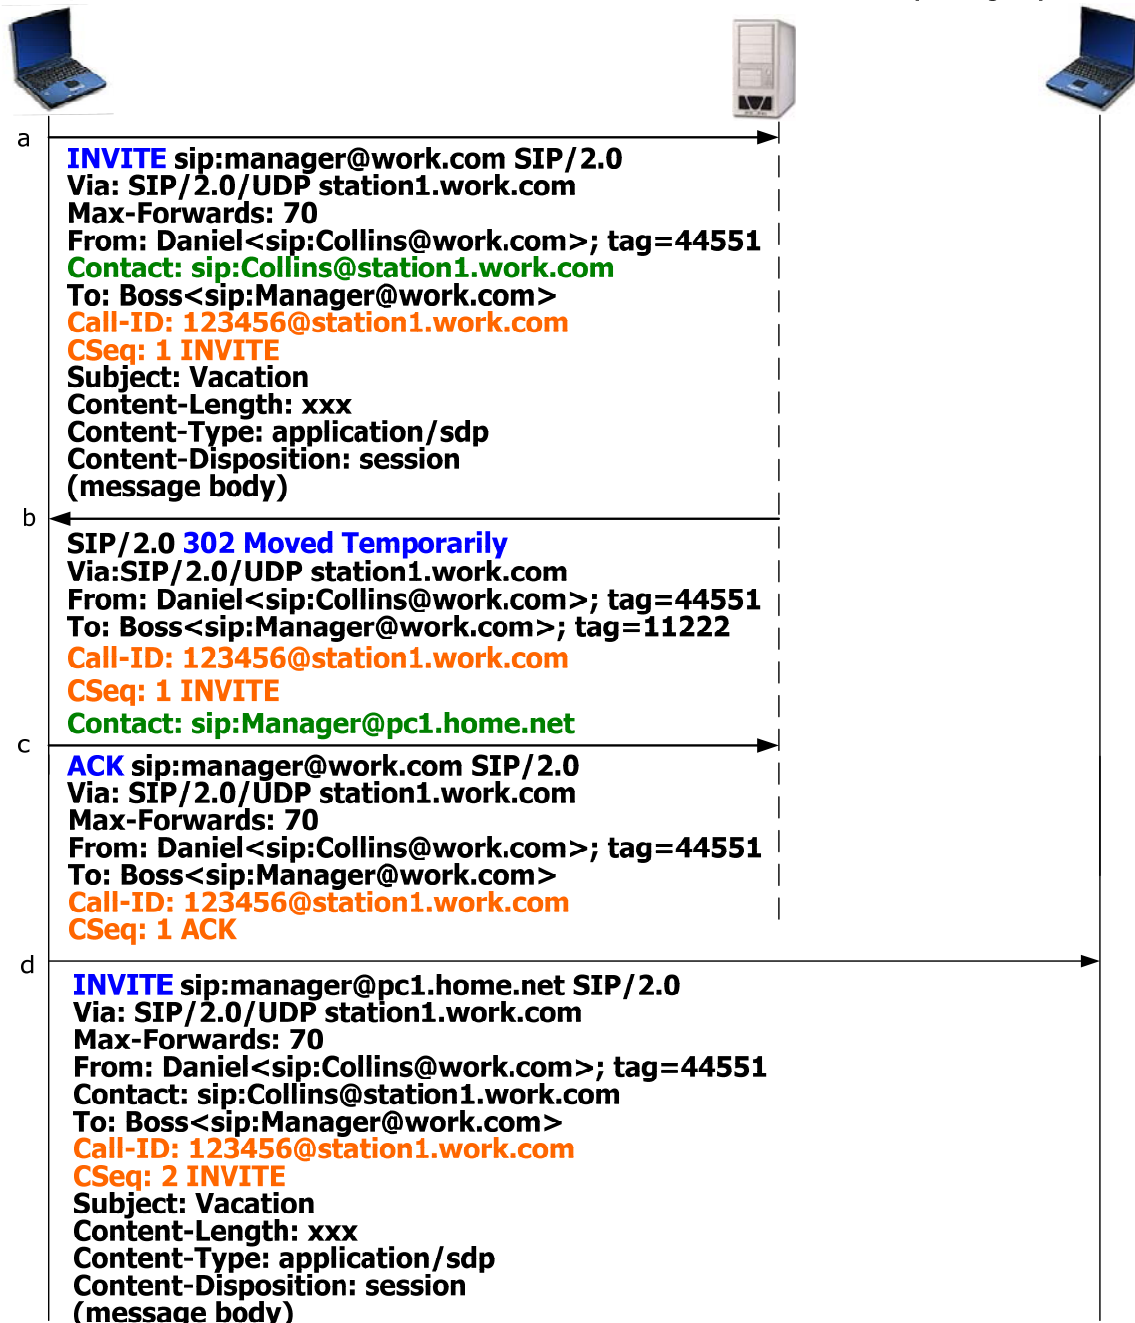 a
INVITE sip:manager@work.com SIP/2.0
Via: SIP/2.0/UDP station1.work.com
Max-Forwards: 70
From: Daniel<sip:Collins@work.com>; tag=44551
Contact: sip:Collins@station1.work.com
To: Boss<sip:Manager@work.com>
Call-ID: 123456@station1.work.com
CSeq: 1 INVITE
Subject: Vacation
Content-Length: xxx
Content-Type: application/sdp
Content-Disposition: session
(message body)
b
SIP/2.0 302 Moved Temporarily
Via:SIP/2.0/UDP station1.work.com
From: Daniel<sip:Collins@work.com>; tag=44551
To: Boss<sip:Manager@work.com>; tag=11222
Call-ID: 123456@station1.work.com
CSeq: 1 INVITE
Contact: sip:Manager@pc1.home.net
c
ACK sip:manager@work.com SIP/2.0
Via: SIP/2.0/UDP station1.work.com
Max-Forwards: 70
From: Daniel<sip:Collins@work.com>; tag=44551
To: Boss<sip:Manager@work.com>
Call-ID: 123456@station1.work.com
CSeq: 1 ACK
d
INVITE sip:manager@pc1.home.net SIP/2.0
Via: SIP/2.0/UDP station1.work.com
Max-Forwards: 70
From: Daniel<sip:Collins@work.com>; tag=44551
Contact: sip:Collins@station1.work.com
To: Boss<sip:Manager@work.com>
Call-ID: 123456@station1.work.com
CSeq: 2 INVITE
Subject: Vacation
Content-Length: xxx
Content-Type: application/sdp
Content-Disposition: session
(message body)